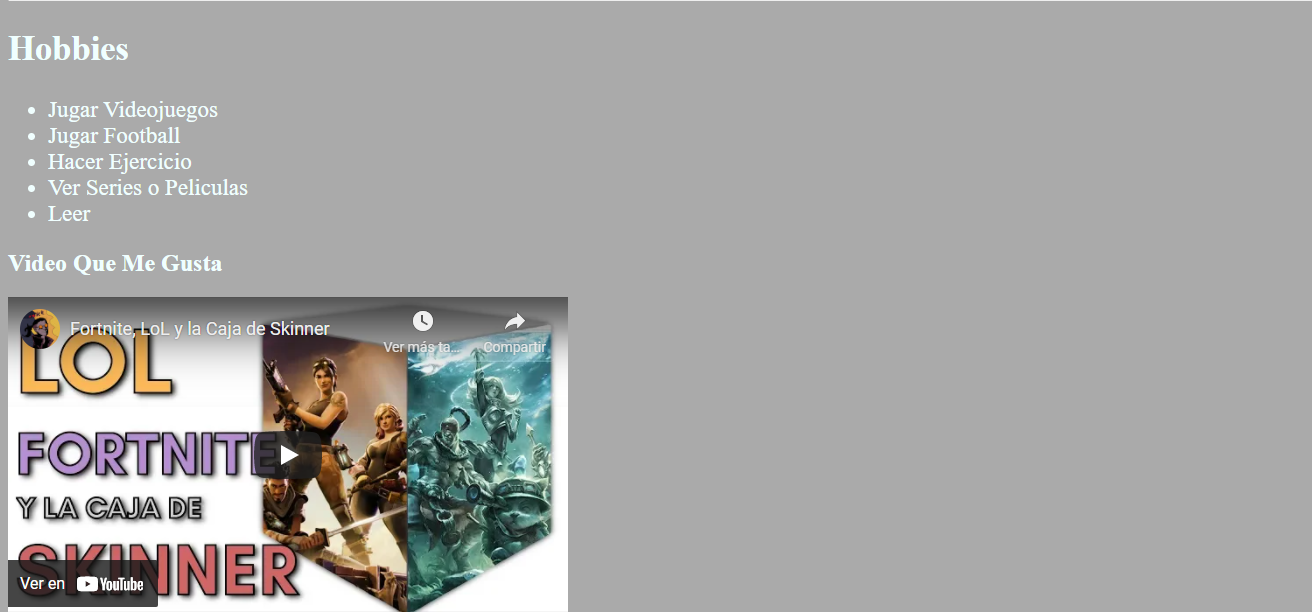 Hobbies
Jugar Videojuegos
Jugar Football
Hacer Ejercicio
Ver Series o Peliculas
Leer
Video Que Me Gusta
Fortnite, LoL y la Caja de Skinner
Ver más ta...
Compartir
LOL
FORTNITE
Y LA CAJA DE
SKINNER
Ver en YouTube